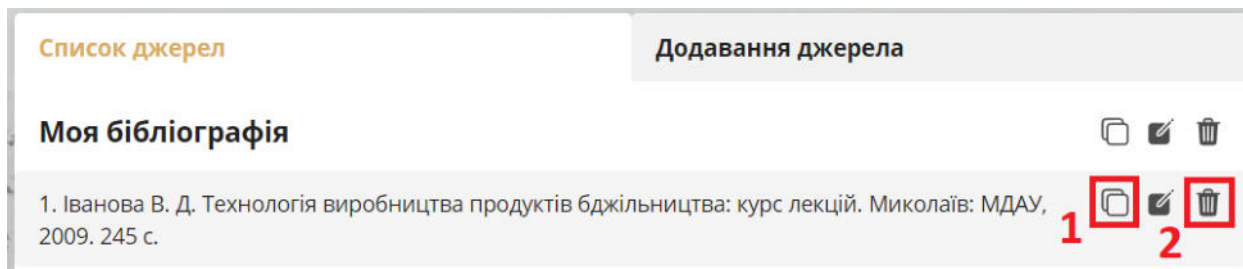 Список джерел
Додавання джерела
Моя бібліографія
1. Іванова В. Д. Технологія виробництва продуктів бджільництва: курс лекцій. Миколаїв: МДАУ,
2009. 245 с.
1
2